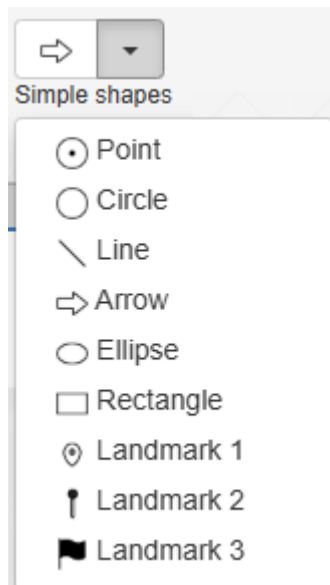 Simple shapes
Point
Circle
Line
Arrow
Ellipse
Rectangle
Landmark 1
Landmark 2
Landmark 3